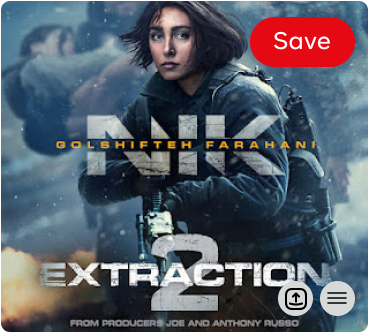 Save
NIK
GOLSHIFTEH FARAHANI
2
EXTRACTION
FROM PRODUCERS JOE AND ANTHONY RUSSO